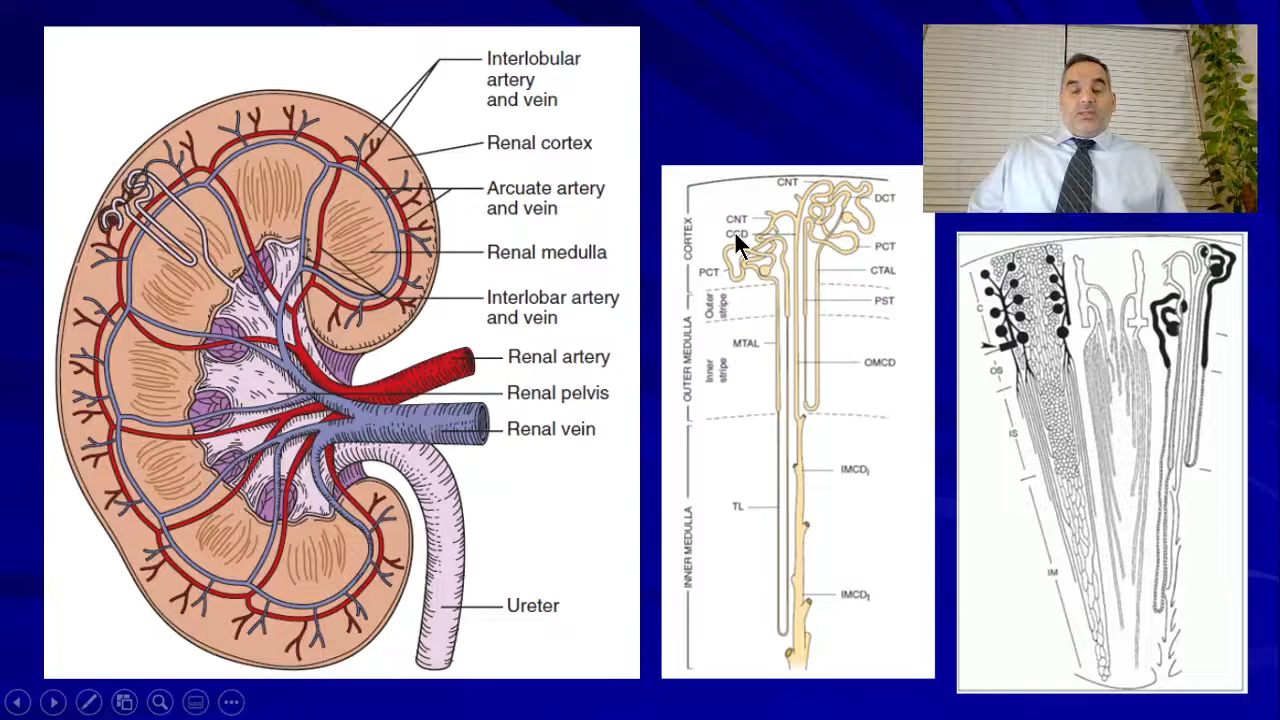 Interlobular
artery
and vein
Renal cortex
Arcuate artery
and vein
Renal medulla
Interlobar artery
and vein
Renal artery
Renal pelvis
Renal vein
Ureter
CNT
DCT
CNT
CCD
PCT
PCT
CTAL
PST
MTAL
OMCD
IMCDi
TL
IMCDt
CORTEX
Outer
stripe
OUTER MEDULLA
Inner
stripe
INNER MEDULLA
C
OS
IS
IM